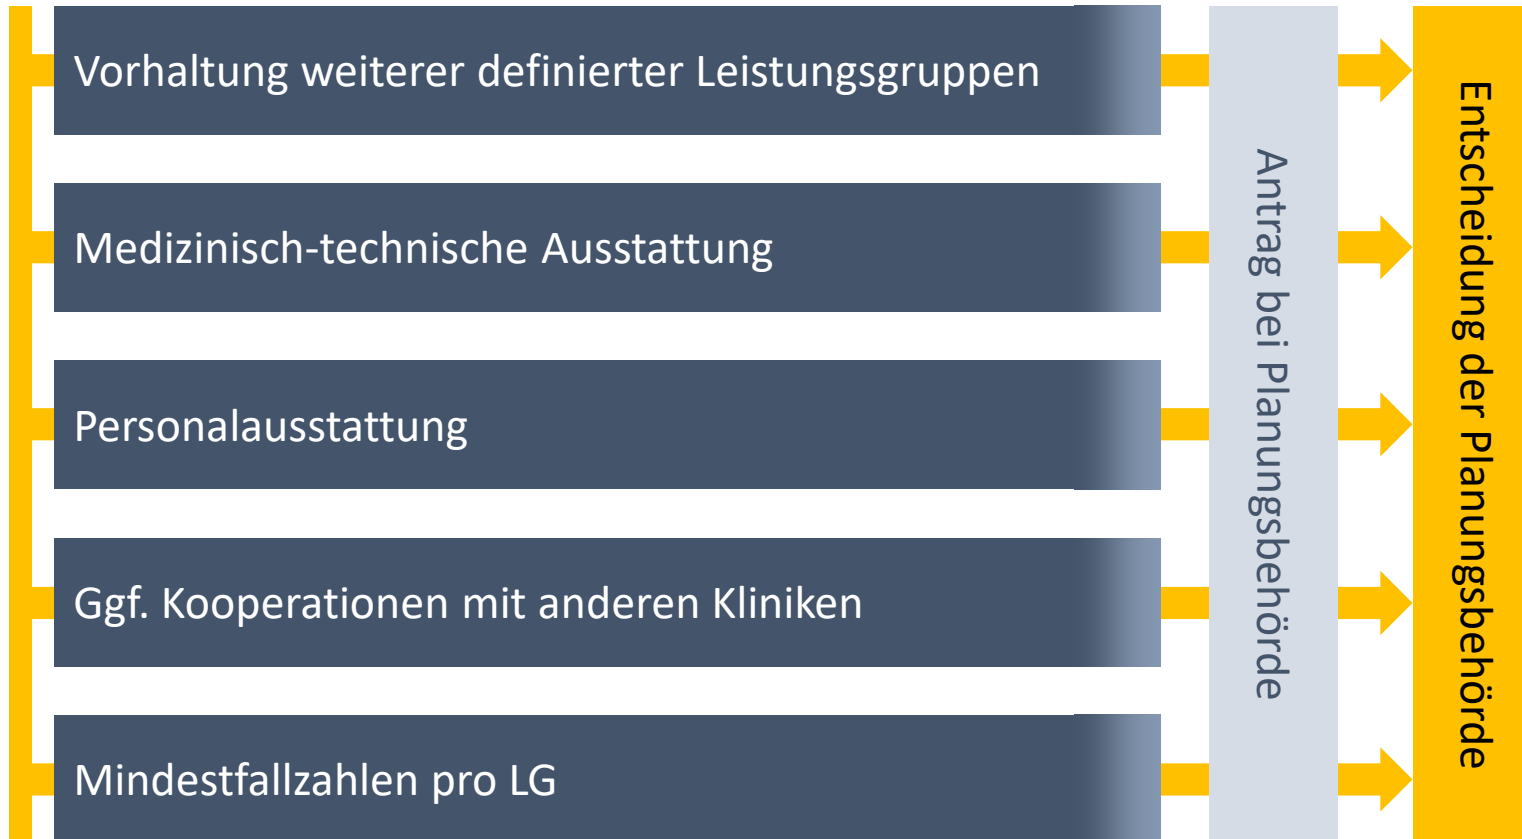 Vorhaltung weiterer definierter Leistungsgruppen
Medizinisch-technische Ausstattung
Personalausstattung
Ggf. Kooperationen mit anderen Kliniken
Mindestfallzahlen pro LG
Antrag bei Planungsbehörde
Entscheidung der Planungsbehörde